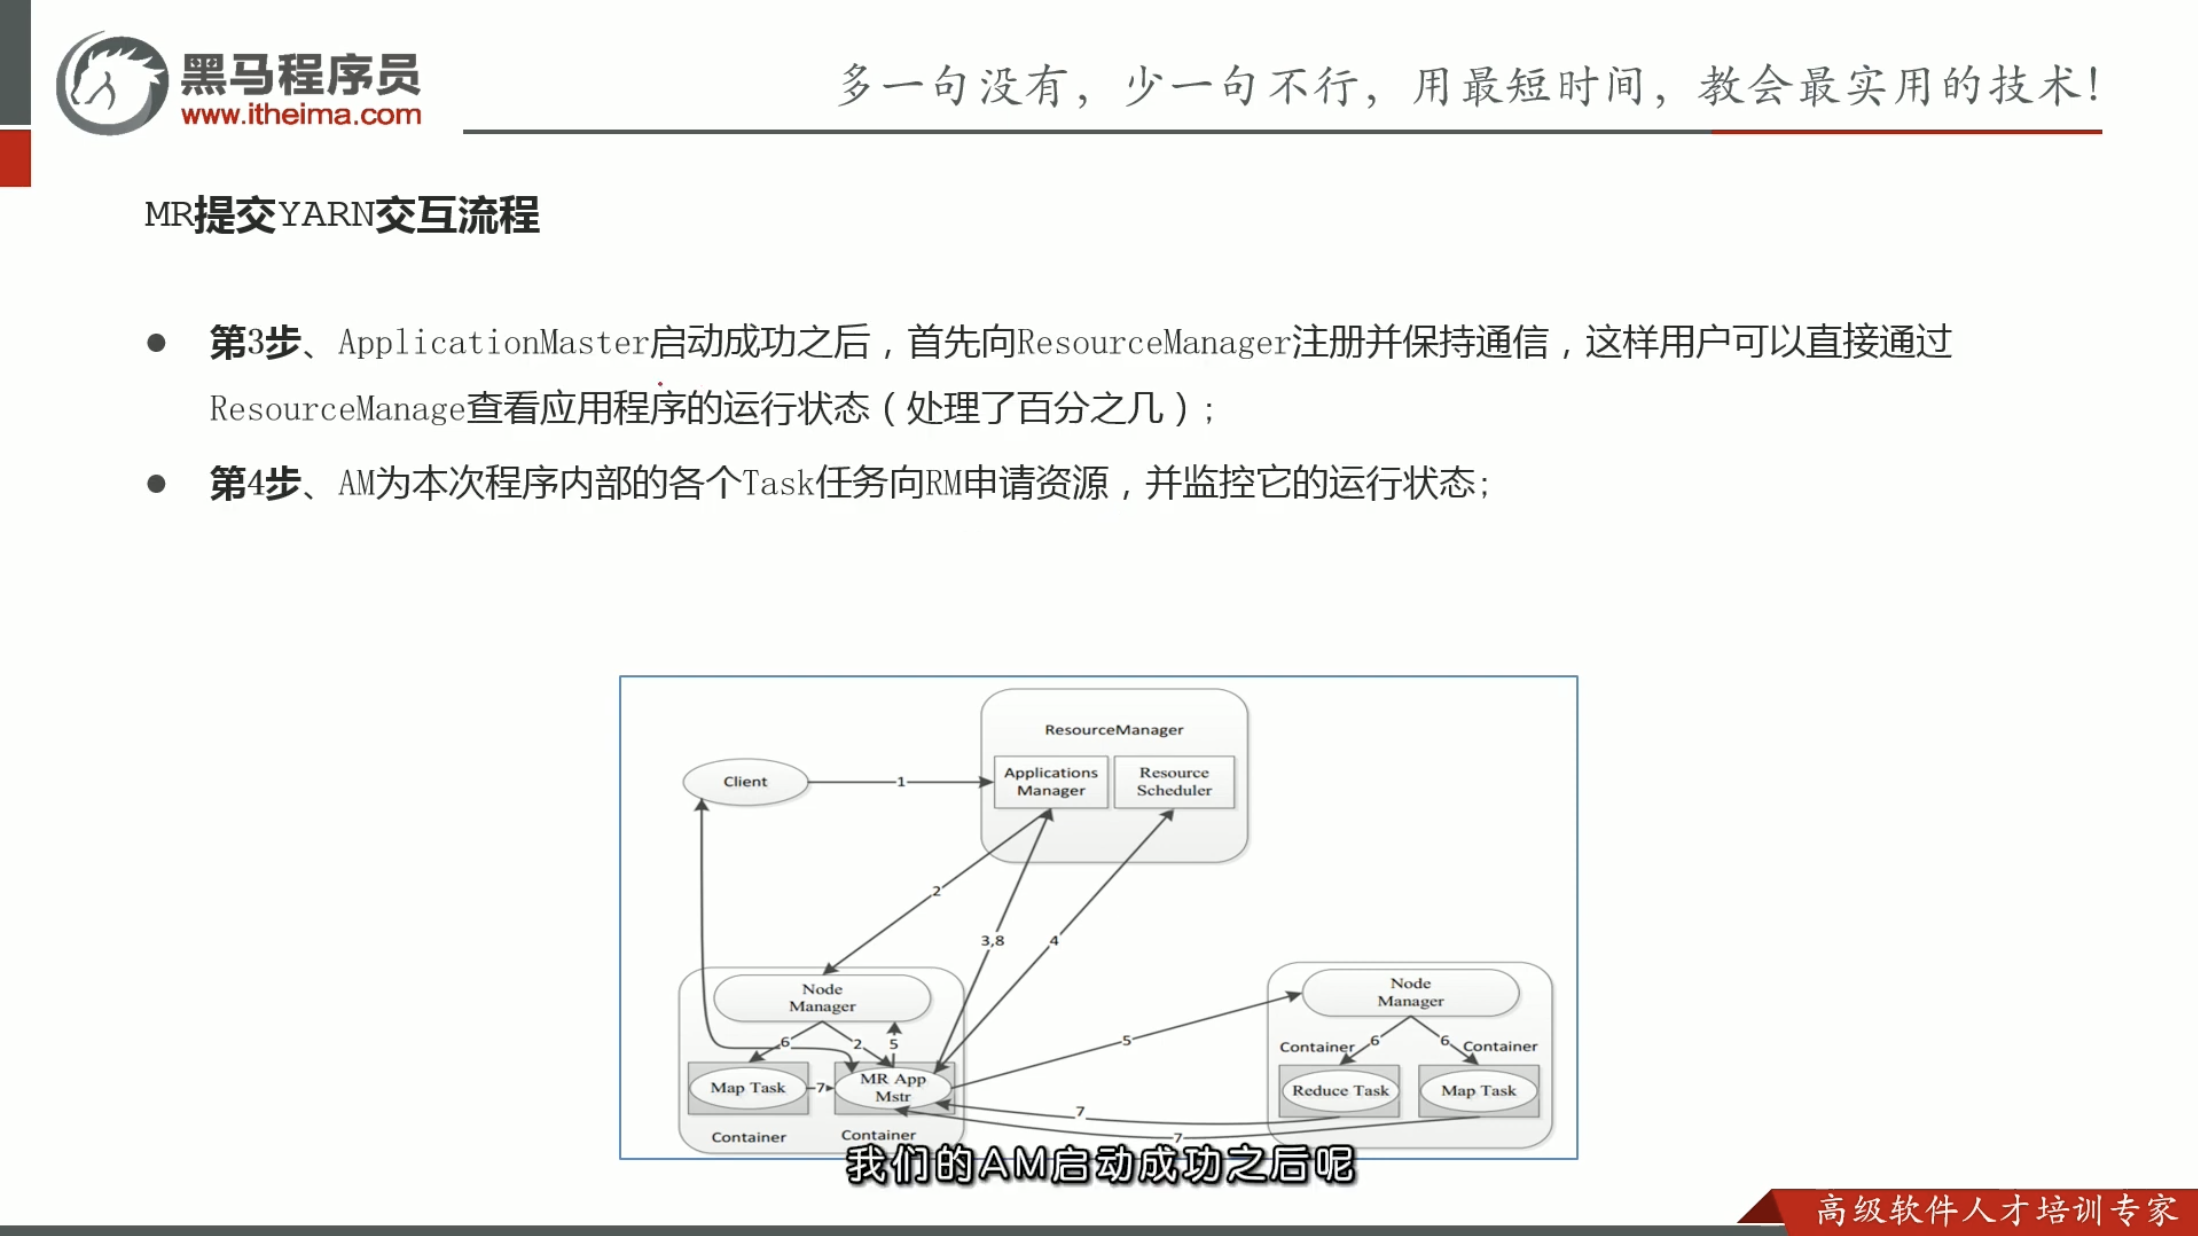 黑马程序员
www.itheima.com
多一句没有，少一句不行，用最短时间，教会最实用的技术！
MR提交YARN交互流程
● 第3步、ApplicationMaster启动成功之后，首先向ResourceManager注册并保持通信，这样用户可以直接通过
ResourceManage查看应用程序的运行状态（处理了百分之几）；
● 第4步、AM为本次程序内部的各个Task任务向RM申请资源，并监控它的运行状态；
ResourceManager
Client
1
Applications
Manager
Resource
Scheduler
2
3,8
4
Node
Manager
6
2
5
Map Task
7
MR App
Mstr
Container
Container
5
7
7
Node
Manager
Container
6
6
Container
Reduce Task
Map Task
我们的AM启动成功之后呢
高级软件人才培训专家